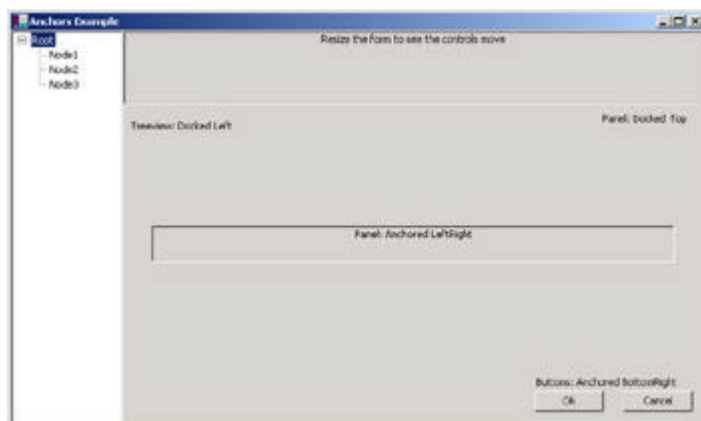 Anchors Example
Root
Node1
Node2
Node3
Resize the form to see the controls move
Treeview: Docked Left
Panel: Docked Top
Panel: Anchored LeftRight
Buttons: Anchored BottomRight
Ok
Cancel